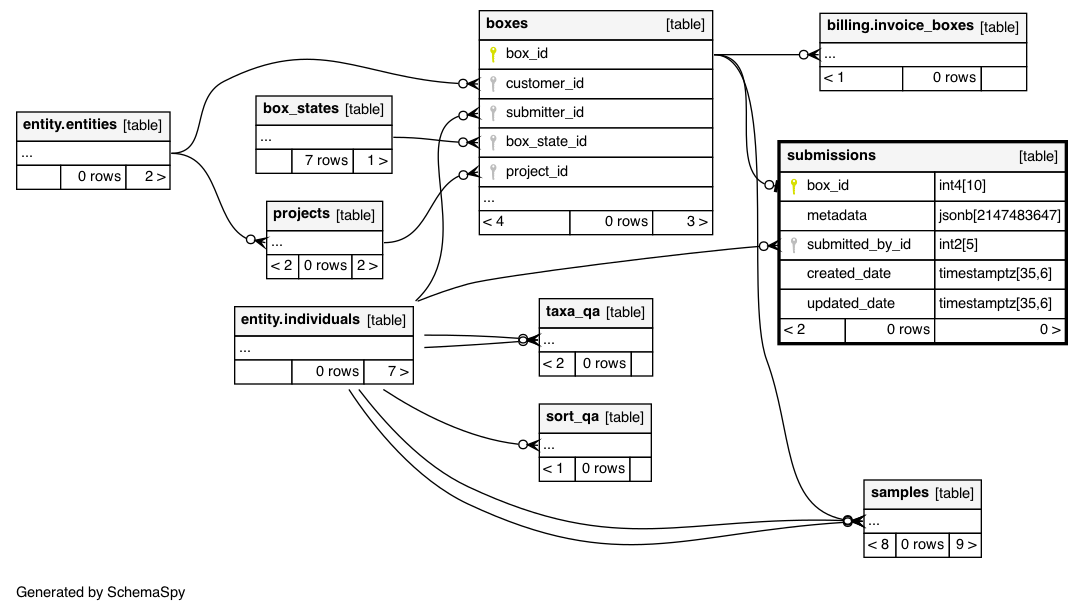 boxes [table]
box_id
customer_id
submitter_id
box_state_id
project_id
...
< 4 0 rows 3 >
billing.invoice_boxes [table]
...
< 1 0 rows
box_states [table]
...
7 rows 1 >
entity.entities [table]
...
0 rows 2 >
submissions [table]
box_id int4[10]
metadata jsonb[2147483647]
submitted_by_id int2[5]
created_date timestamptz[35,6]
updated_date timestamptz[35,6]
< 2 0 rows 0 >
projects [table]
...
< 2 0 rows 2 >
entity.individuals [table]
...
0 rows 7 >
taxa_qa [table]
...
< 2 0 rows
sort_qa [table]
...
< 1 0 rows
samples [table]
...
< 8 0 rows 9 >
Generated by SchemaSpy